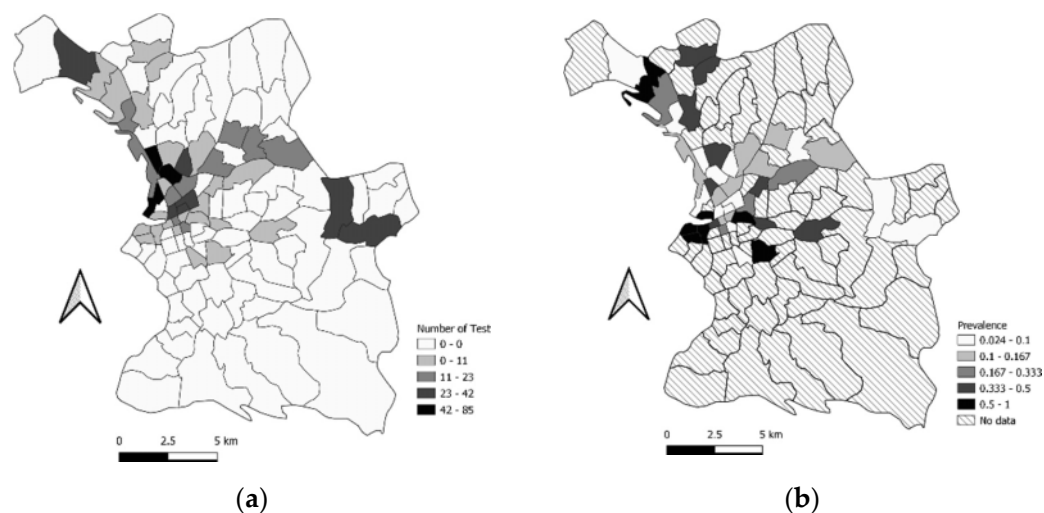 Number of Test
0 - 0
0 - 11
11 - 23
23 - 42
42 - 85
0 2.5 5 km
(a)
Prevalence
0.024 - 0.1
0.1 - 0.167
0.167 - 0.333
0.333 - 0.5
0.5 - 1
No data
0 2.5 5 km
(b)